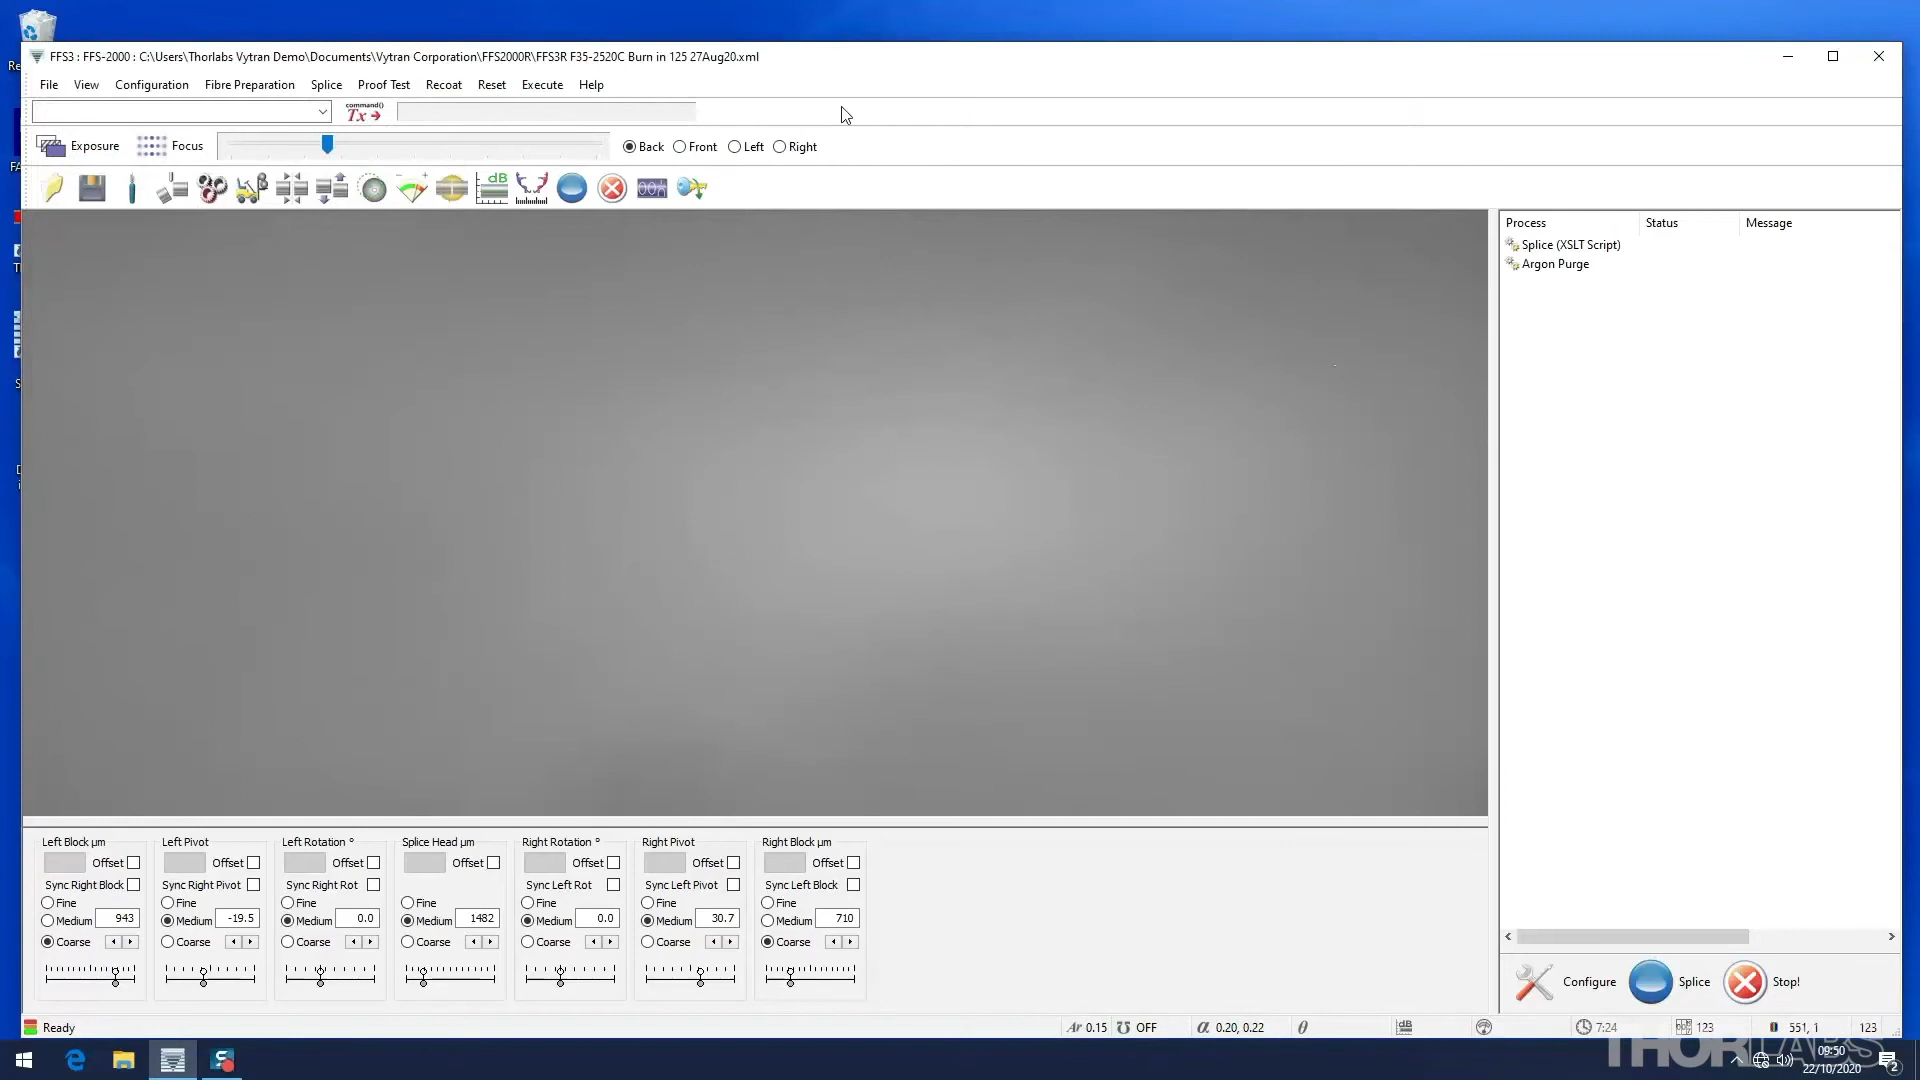 FFS3 : FFS-2000 : C:\Users\Thorlabs Vytran Demo\Documents\Vytran Corporation\FFS2000R\FFS3R F35-2520C Burn in 125 27Aug20.xml
File View Configuration Fibre Preparation Splice Proof Test Recoat Reset Execute Help
command()
Tx
Exposure Focus Back Front Left Right
dB
Process Status Message
Splice (XSLT Script)
Argon Purge
Left Block µm Left Pivot Left Rotation ° Splice Head µm Right Rotation ° Right Pivot Right Block µm
Offset Offset Offset Offset Offset Offset Offset
Sync Right Block Sync Right Pivot Sync Right Rot Sync Left Rot Sync Left Pivot Sync Left Block
Fine Fine Fine Fine Fine Fine Fine
Medium 943 Medium -19.5 Medium 0.0 Medium 1482 Medium 0.0 Medium 30.7 Medium 710
Coarse Coarse Coarse Coarse Coarse Coarse Coarse
Configure Splice Stop!
Ready Ar 0.15 OFF α 0.20, 0.22 θ dB 7:24 123 551, 1 123
THORLABS
09:50
22/10/2020
2